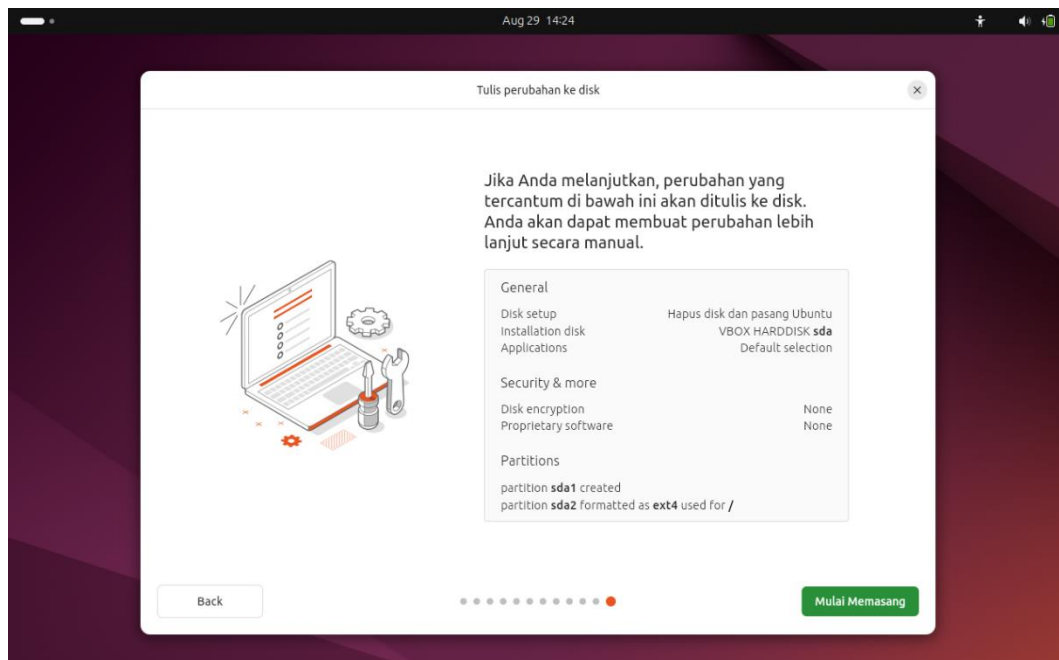 Aug 29 14:24
Tulis perubahan ke disk
Jika Anda melanjutkan, perubahan yang
tercantum di bawah ini akan ditulis ke disk.
Anda akan dapat membuat perubahan lebih
lanjut secara manual.
General
Disk setup Hapus disk dan pasang Ubuntu
Installation disk VBOX HARDDISK sda
Applications Default selection
Security & more
Disk encryption None
Proprietary software None
Partitions
partition sda1 created
partition sda2 formatted as ext4 used for /
Back Mulai Memasang